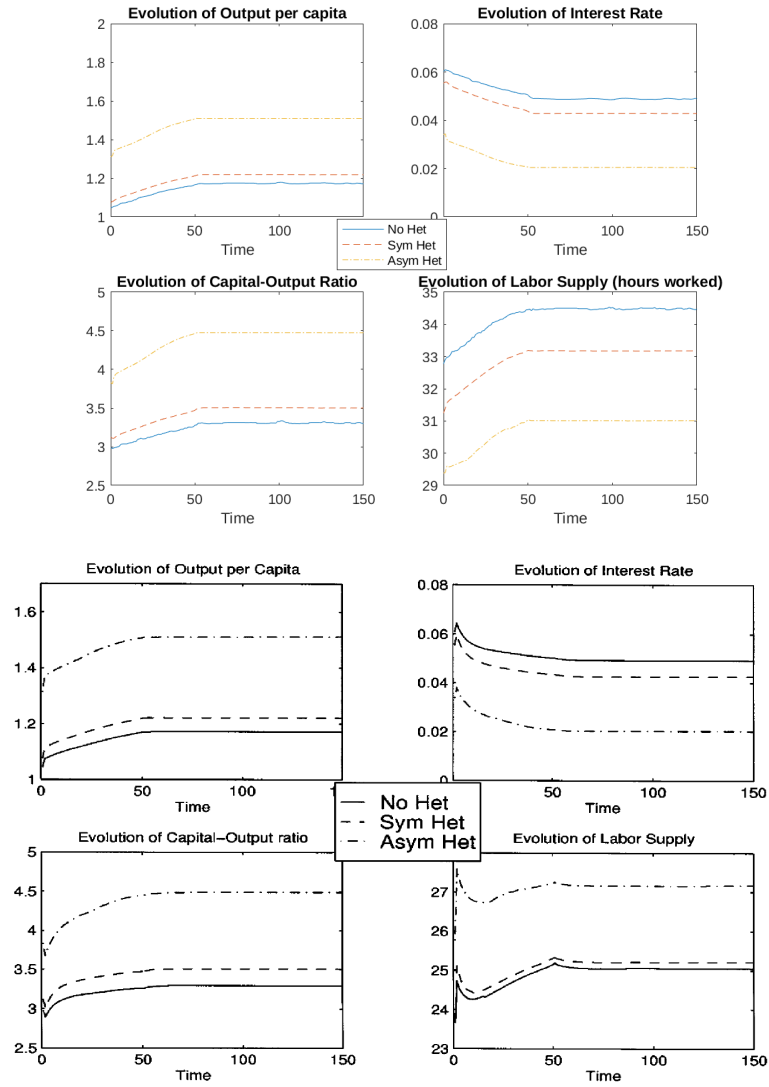 Evolution of Output per capita
2
1.8
1.6
1.4
1.2
1
0 50 100 150
Time
Evolution of Interest Rate
0.08
0.06
0.04
0.02
0
0 50 100 150
Time
No Het
Sym Het
Asym Het
Evolution of Capital-Output Ratio
5
4.5
4
3.5
3
2.5
0 50 100 150
Time
Evolution of Labor Supply (hours worked)
35
34
33
32
31
30
29
0 50 100 150
Time
Evolution of Output per Capita
1.6
1.4
1.2
1
0 50 100 150
Time
Evolution of Interest Rate
0.08
0.06
0.04
0.02
0
0 50 100 150
Time
No Het
Sym Het
Asym Het
Evolution of Capital-Output ratio
5
4.5
4
3.5
3
2.5
0 50 100 150
Time
Evolution of Labor Supply
27
26
25
24
23
0 50 100 150
Time